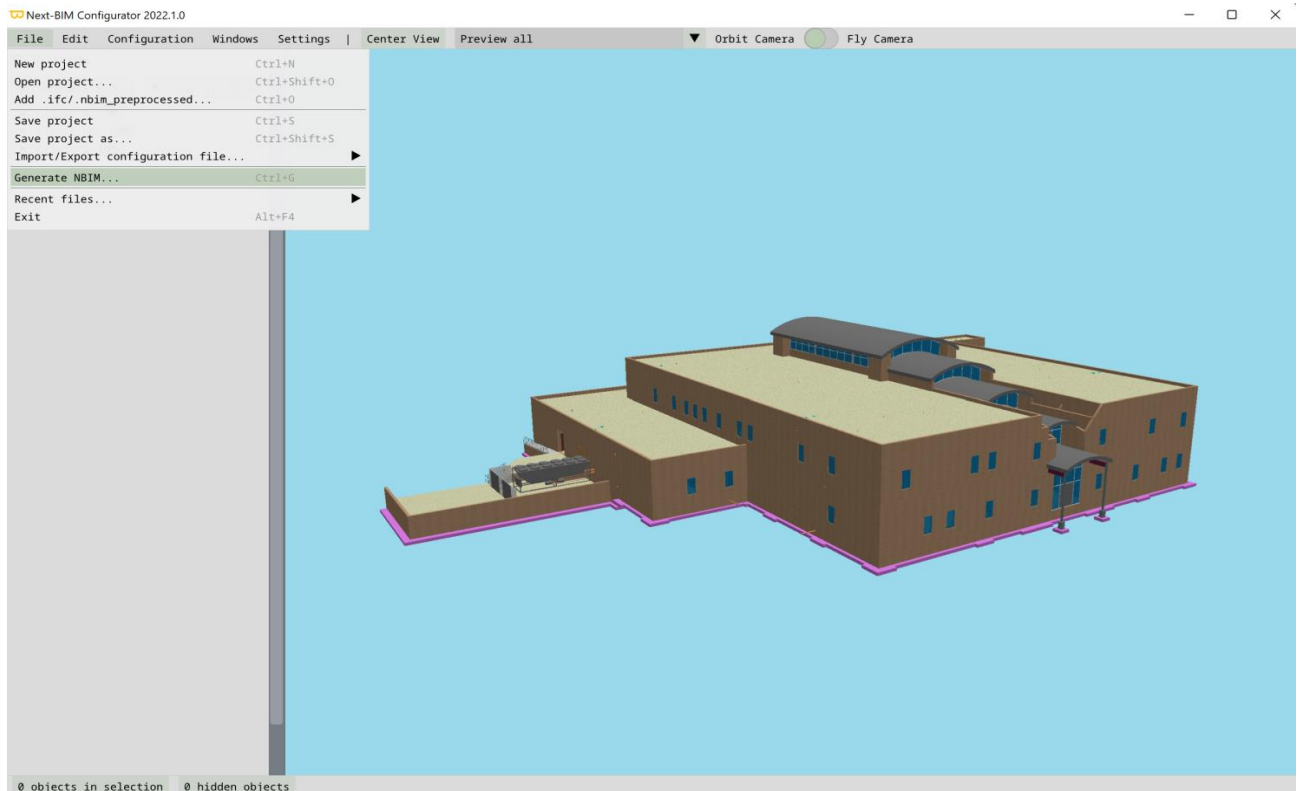 Next-BIM Configurator 2022.1.0
File Edit Configuration Windows Settings | Center View Preview all Orbit Camera Fly Camera
New project Ctrl+N
Open project... Ctrl+Shift+O
Add .ifc/.nbim_preprocessed... Ctrl+O
Save project Ctrl+S
Save project as... Ctrl+Shift+S
Import/Export configuration file...
Generate NBIM... Ctrl+G
Recent files...
Exit Alt+F4
0 objects in selection 0 hidden objects